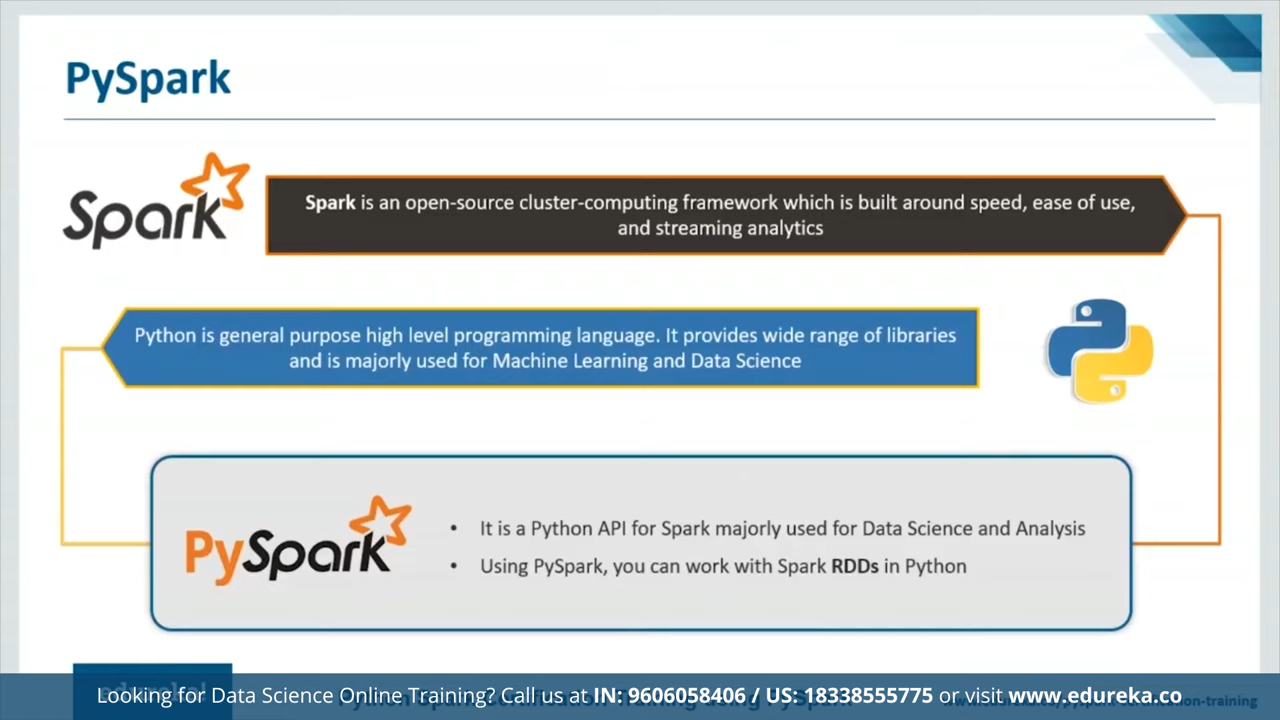 PySpark
Spark
Spark is an open-source cluster-computing framework which is built around speed, ease of use,
and streaming analytics
Python is general purpose high level programming language. It provides wide range of libraries
and is majorly used for Machine Learning and Data Science
PySpark
• It is a Python API for Spark majorly used for Data Science and Analysis
• Using PySpark, you can work with Spark RDDs in Python
Looking for Data Science Online Training? Call us at IN: 9606058406 / US: 18338555775 or visit www.edureka.co